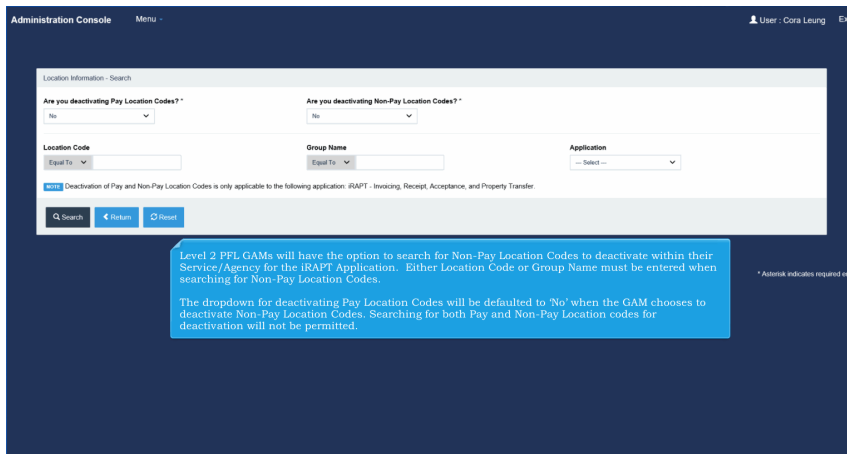 Administration Console Menu
User : Cora Leung Ex
Location Information - Search
Are you deactivating Pay Location Codes? * Are you deactivating Non-Pay Location Codes? *
No No
Location Code Group Name Application
Equal To Equal To --- Select ---
NOTE Deactivation of Pay and Non-Pay Location Codes is only applicable to the following application: iRAPT - Invoicing, Receipt, Acceptance, and Property Transfer.
Search Return Reset
Level 2 PFL GAMs will have the option to search for Non-Pay Location Codes to deactivate within their
Service/Agency for the iRAPT Application.  Either Location Code or Group Name must be entered when
searching for Non-Pay Location Codes.
* Asterisk indicates required en
The dropdown for deactivating Pay Location Codes will be defaulted to 'No' when the GAM chooses to
deactivate Non-Pay Location Codes. Searching for both Pay and Non-Pay Location codes for
deactivation will not be permitted.